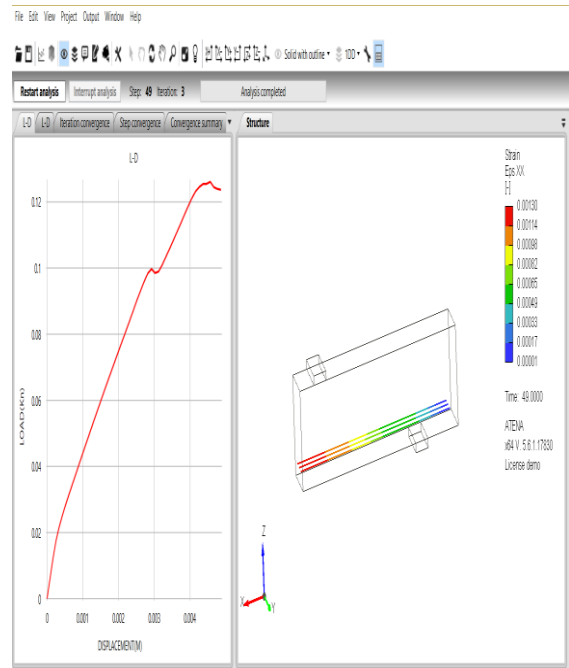 File Edit View Project Output Window Help
Solid with outline
1DD
Restart analysis Interrupt analysis Step: 49 Iteration: 3 Analysis completed
L-D L-D Iteration convergence Step convergence Convergence summary Structure
L-D
0.12
0.1
0.08
0.06
0.04
0.02
0
LOAD(Kn)
0 0.001 0.002 0.003 0.004
DISPLACEMENT(M)
Strain
Eps XX
[-]
0.00130
0.00114
0.00098
0.00082
0.00065
0.00049
0.00033
0.00017
0.00001
Time 49.0000
ATENA
x64 V. 5.6.1.17830
License demo
Z
X
Y